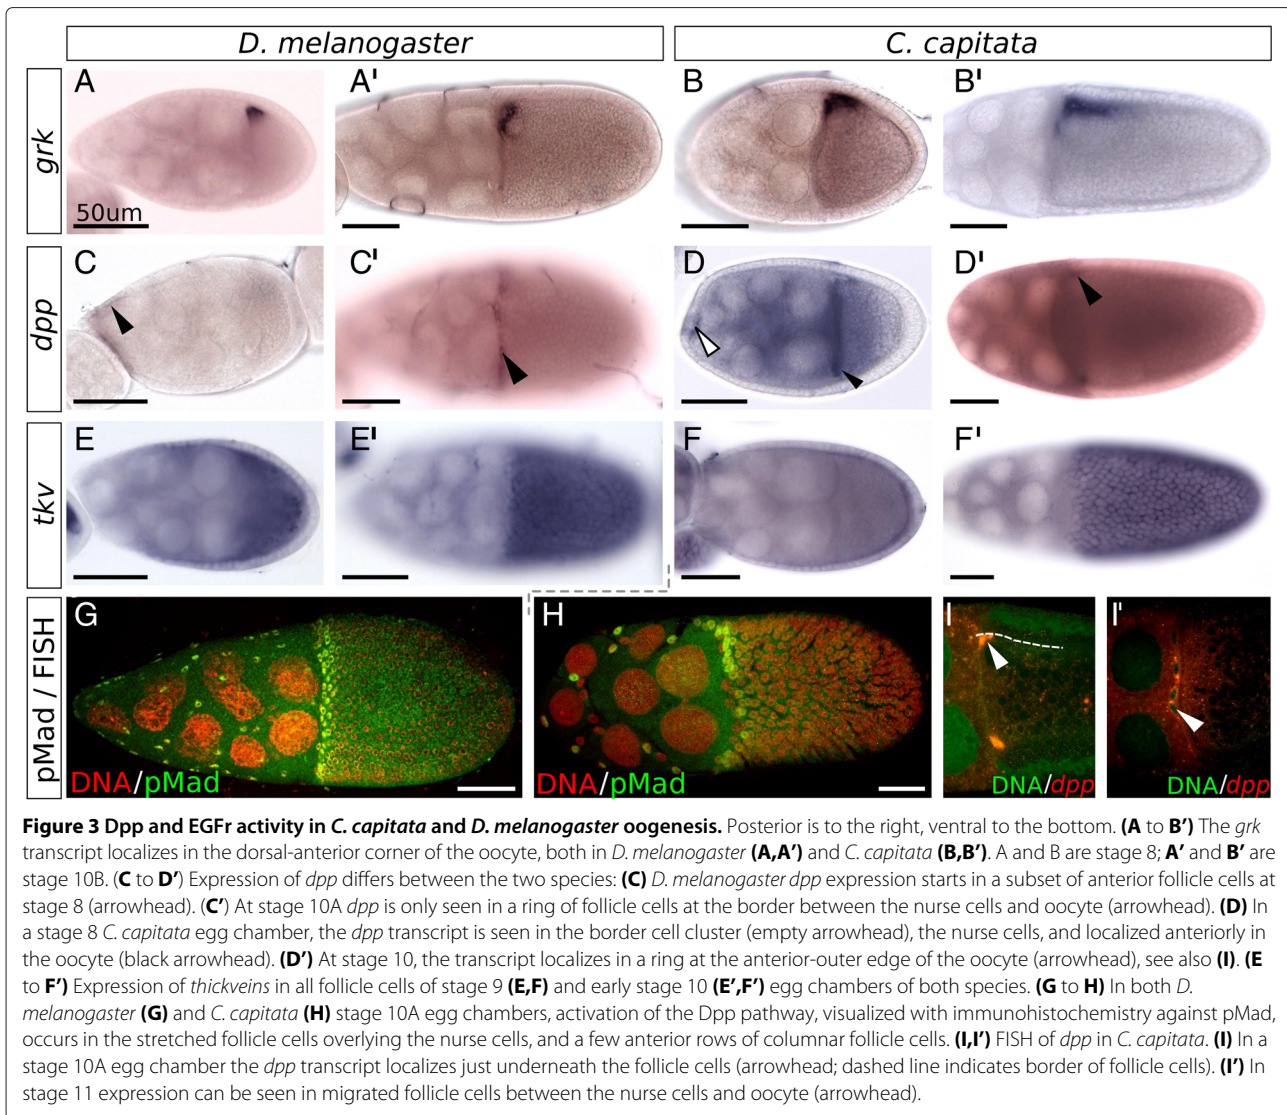 D. melanogaster
C. capitata
A
A'
B
B'
grk
50um
C
C'
D
D'
dpp
E
E'
F
F'
tkv
G
H
I
I'
pMad / FISH
DNA/pMad
DNA/pMad
DNA/dpp
DNA/dpp
Figure 3 Dpp and EGFr activity in C. capitata and D. melanogaster oogenesis. Posterior is to the right, ventral to the bottom. (A to B’) The grk
transcript localizes in the dorsal-anterior corner of the oocyte, both in D. melanogaster (A,A’) and C. capitata (B,B’). A and B are stage 8; A’ and B’ are
stage 10B. (C to D’) Expression of dpp differs between the two species: (C) D. melanogaster dpp expression starts in a subset of anterior follicle cells at
stage 8 (arrowhead). (C’) At stage 10A dpp is only seen in a ring of follicle cells at the border between the nurse cells and oocyte (arrowhead). (D) In
a stage 8 C. capitata egg chamber, the dpp transcript is seen in the border cell cluster (empty arrowhead), the nurse cells, and localized anteriorly in
the oocyte (black arrowhead). (D’) At stage 10, the transcript localizes in a ring at the anterior-outer edge of the oocyte (arrowhead), see also (I). (E
to F’) Expression of thickveins in all follicle cells of stage 9 (E,F) and early stage 10 (E’,F’) egg chambers of both species. (G to H) In both D.
melanogaster (G) and C. capitata (H) stage 10A egg chambers, activation of the Dpp pathway, visualized with immunohistochemistry against pMad,
occurs in the stretched follicle cells overlying the nurse cells, and a few anterior rows of columnar follicle cells. (I,I’) FISH of dpp in C. capitata. (I) In a
stage 10A egg chamber the dpp transcript localizes just underneath the follicle cells (arrowhead; dashed line indicates border of follicle cells). (I’) In
stage 11 expression can be seen in migrated follicle cells between the nurse cells and oocyte (arrowhead).